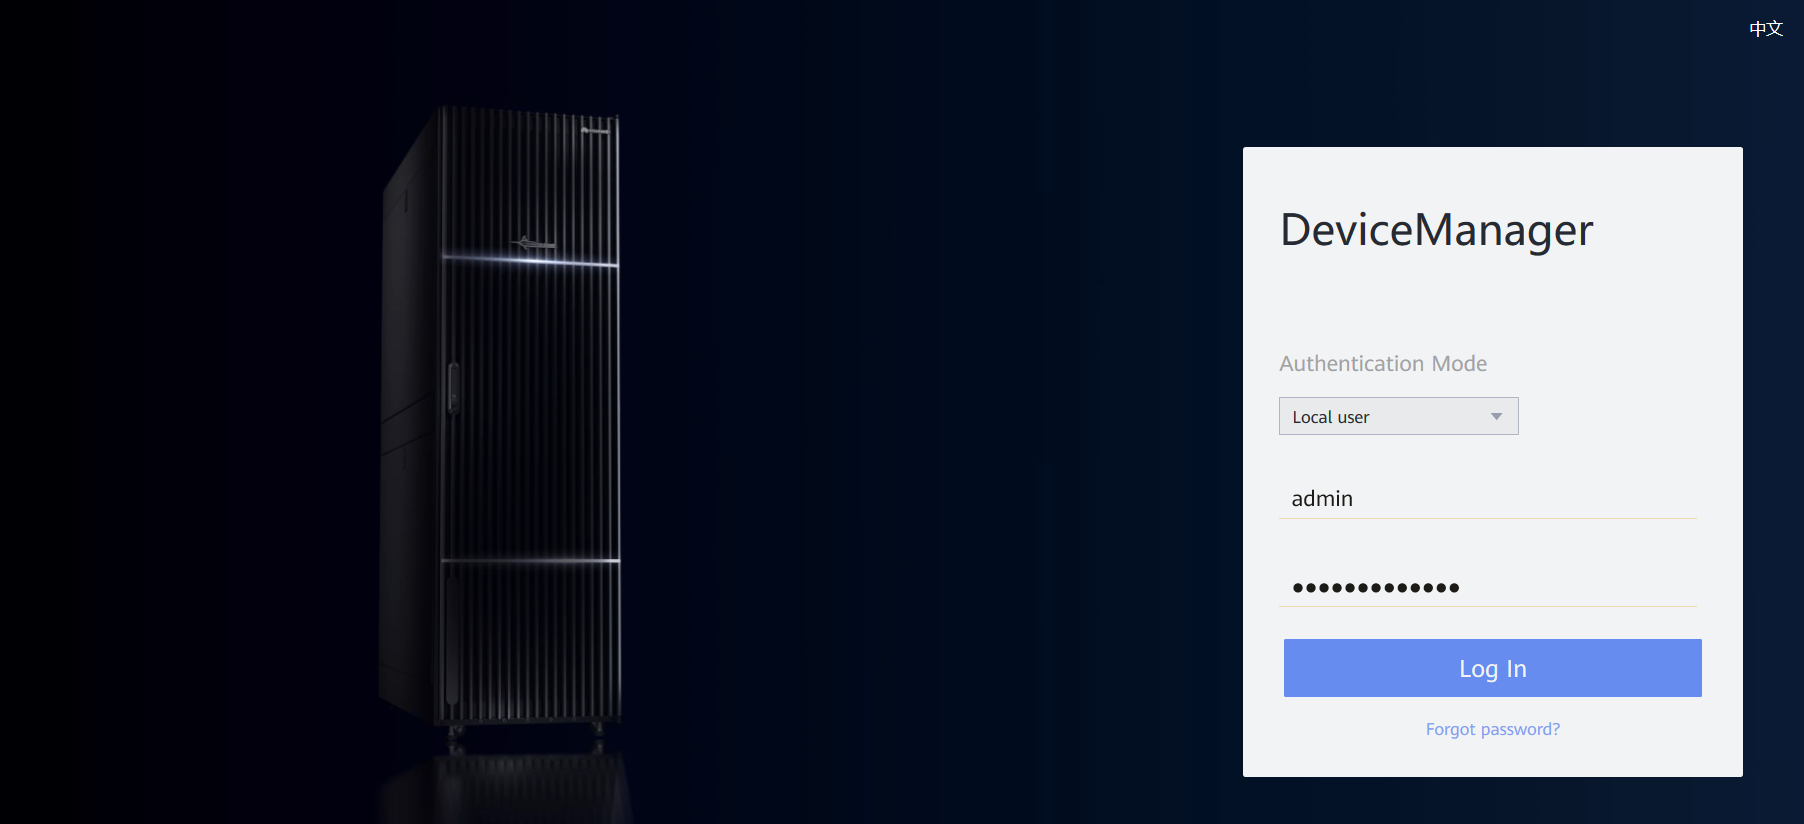 中文
DeviceManager
Authentication Mode
Local user
admin
•••••••••••••
Log In
Forgot password?